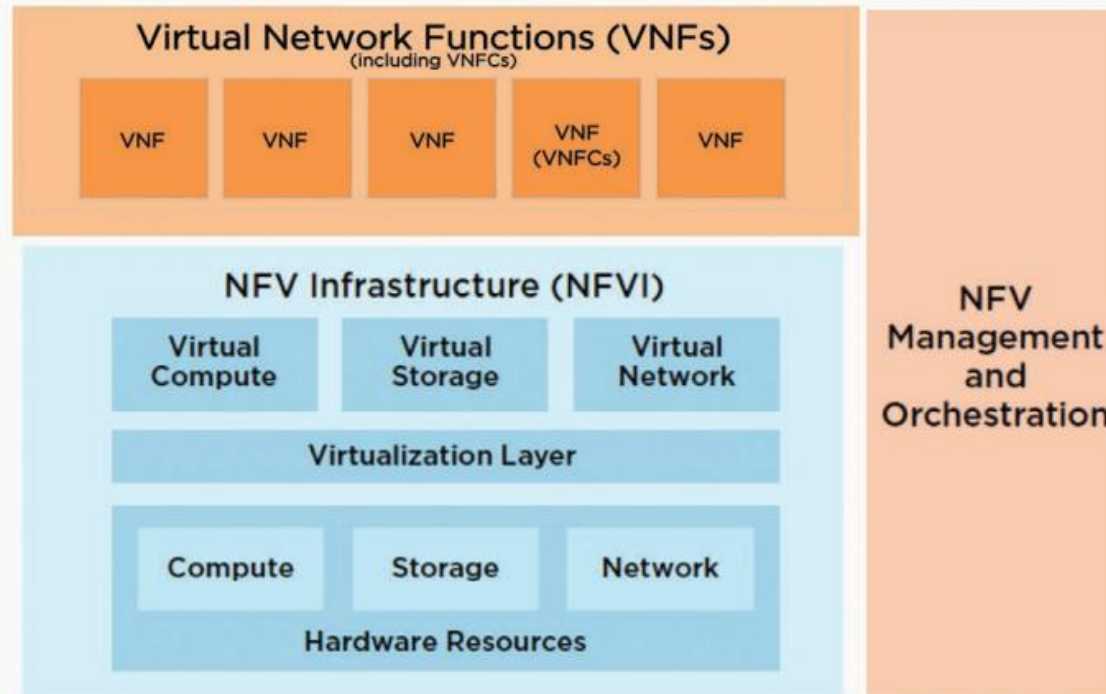 Virtual Network Functions (VNFs)
(including VNFCs)
VNF
VNF
VNF
VNF
(VNFCs)
VNF
NFV Infrastructure (NFVI)
Virtual
Compute
Virtual
Storage
Virtual
Network
Virtualization Layer
Compute
Storage
Network
Hardware Resources
NFV
Management
and
Orchestration